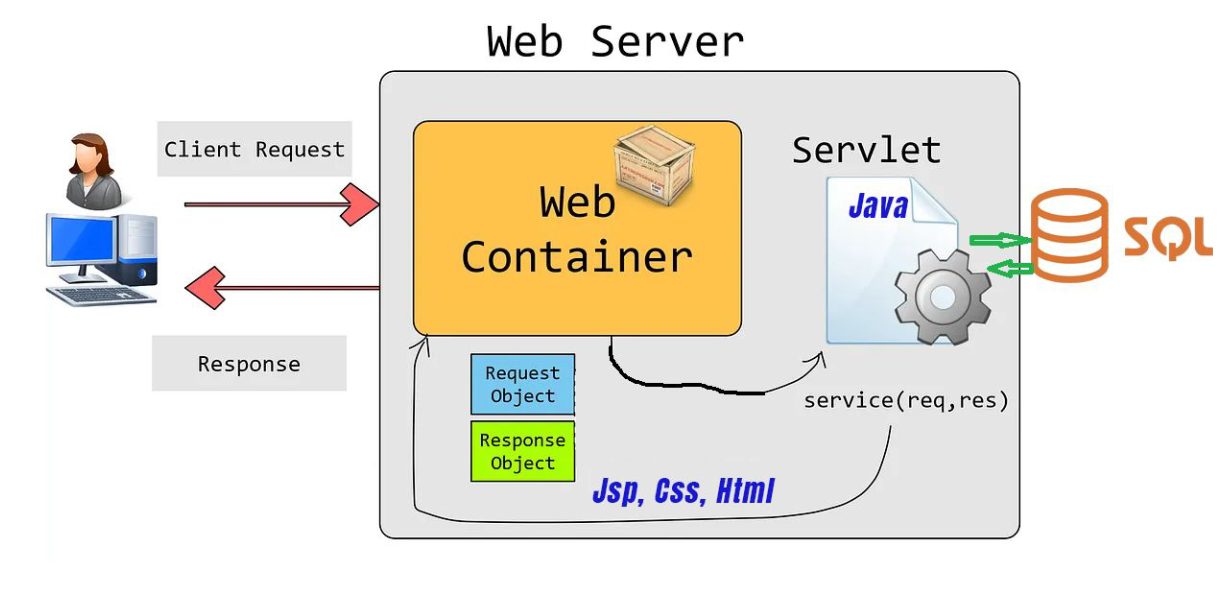 Web Server
Client Request
Web
Container
Servlet
Java
SQL
Response
Request
Object
Response
Object
service(req,res)
Jsp, Css, Html